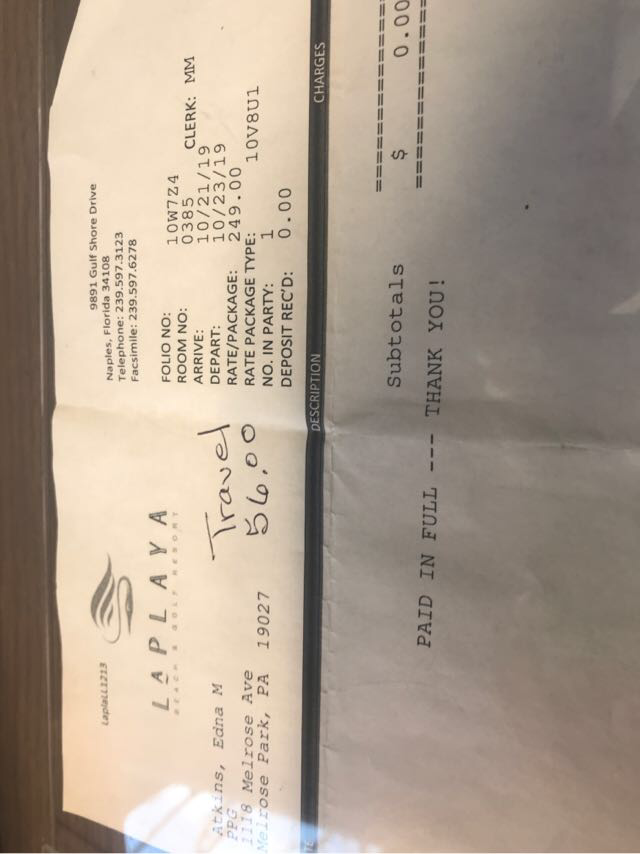 LaplaLL1213
LAPLAYA
BEACH & GOLF RESORT
9891 Gulf Shore Drive
Naples, Florida 34108
Telephone: 239.597.3123
Facsimile: 239.597.6278
Atkins, Edna M
PPG
1118 Melrose Ave
Melrose Park, PA 19027
Travel
56.00
FOLIO NO: 10W7Z4
ROOM NO: 0385 CLERK: MM
ARRIVE: 10/21/19
DEPART: 10/23/19
RATE/PACKAGE: 249.00
RATE PACKAGE TYPE: 10V8U1
NO. IN PARTY: 1
DEPOSIT REC'D: 0.00
DESCRIPTION CHARGES
Subtotals $ 0.00
PAID IN FULL --- THANK YOU!